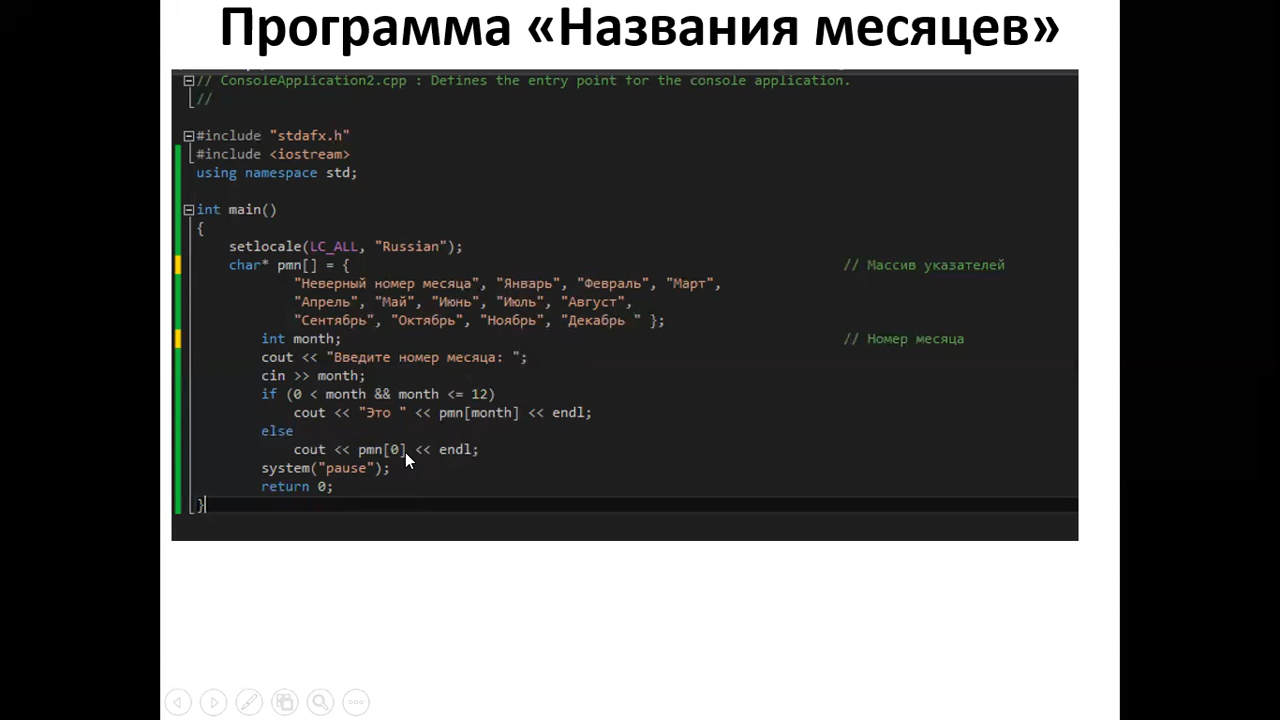 Программа «Названия месяцев»
// ConsoleApplication2.cpp : Defines the entry point for the console application.
//
#include "stdafx.h"
#include <iostream>
using namespace std;
int main()
{
setlocale(LC_ALL, "Russian");
char* pmn[] = { // Массив указателей
"Неверный номер месяца", "Январь", "Февраль", "Март",
"Апрель", "Май", "Июнь", "Июль", "Август",
"Сентябрь", "Октябрь", "Ноябрь", "Декабрь " };
int month; // Номер месяца
cout << "Введите номер месяца: ";
cin >> month;
if (0 < month && month <= 12)
cout << "Это " << pmn[month] << endl;
else
cout << pmn[0] << endl;
system("pause");
return 0;
}